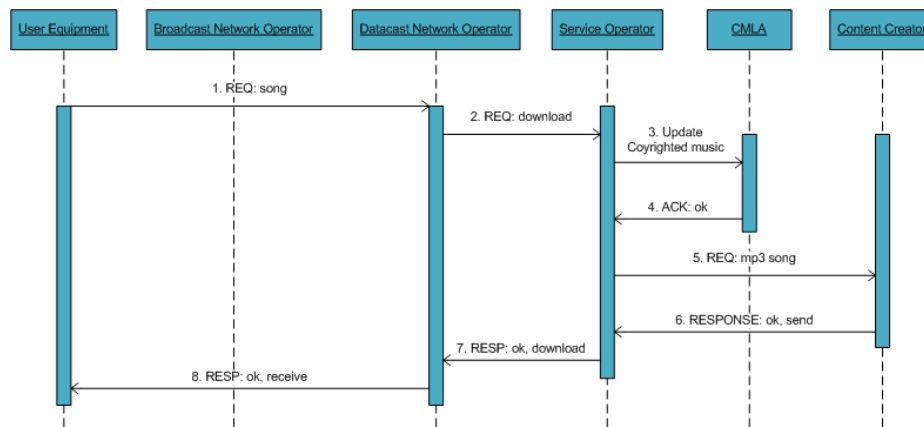 User Equipment
Broadcast Network Operator
Datacast Network Operator
Service Operator
CMLA
Content Creator
1. REQ: song
2. REQ: download
3. Update
Coyrighted music
4. ACK: ok
5. REQ: mp3 song
6. RESPONSE: ok, send
7. RESP: ok, download
8. RESP: ok, receive